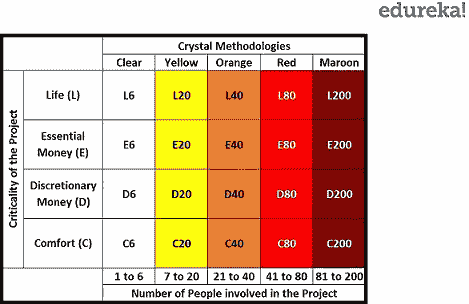 edureka!
Crystal Methodologies
Clear Yellow Orange Red Maroon
Criticality of the Project
Life (L) L6 L20 L40 L80 L200
Essential
Money (E) E6 E20 E40 E80 E200
Discretionary
Money (D) D6 D20 D40 D80 D200
Comfort (C) C6 C20 C40 C80 C200
1 to 6 7 to 20 21 to 40 41 to 80 81 to 200
Number of People involved in the Project